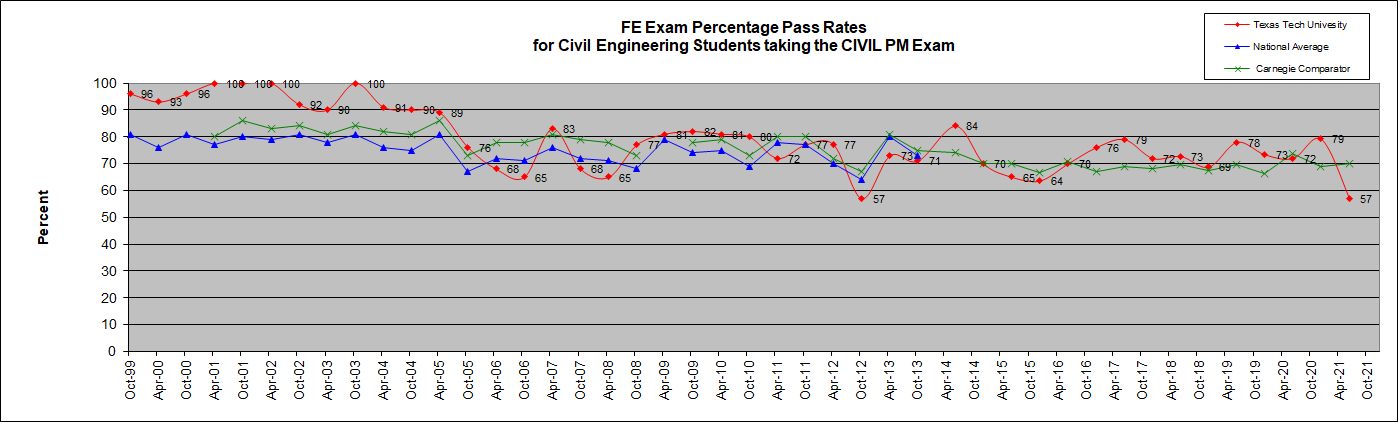 FE Exam Percentage Pass Rates
for Civil Engineering Students taking the CIVIL PM Exam
Texas Tech Univesity
National Average
Carnegie Comparator
Percent
100
90
80
70
60
50
40
30
20
10
0
96 93 96 100 100 100 92 90 100 91 90 89 76 68 65 83 68 65 77 81 82 81 80 72 77 77 57 73 71 84 70 65 64 70 76 79 72 73 69 78 73 72 79 57
Oct-99 Apr-00 Oct-00 Apr-01 Oct-01 Apr-02 Oct-02 Apr-03 Oct-03 Apr-04 Oct-04 Apr-05 Oct-05 Apr-06 Oct-06 Apr-07 Oct-07 Apr-08 Oct-08 Apr-09 Oct-09 Apr-10 Oct-10 Apr-11 Oct-11 Apr-12 Oct-12 Apr-13 Oct-13 Apr-14 Oct-14 Apr-15 Oct-15 Apr-16 Oct-16 Apr-17 Oct-17 Apr-18 Oct-18 Apr-19 Oct-19 Apr-20 Oct-20 Apr-21 Oct-21